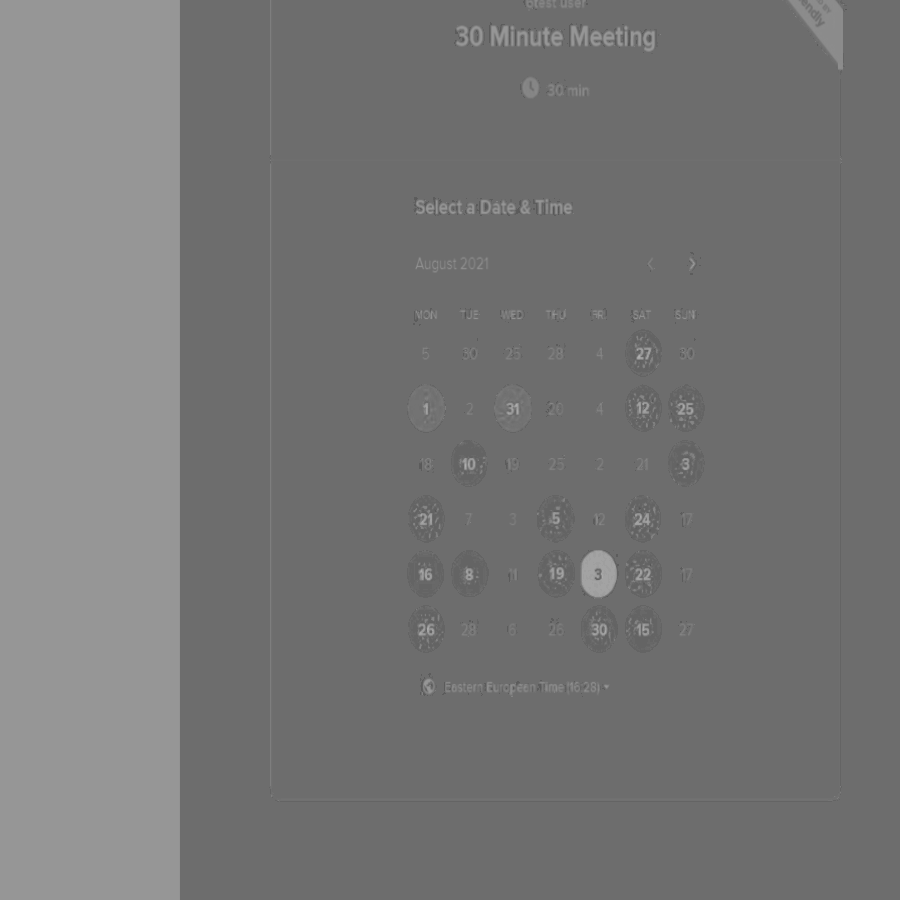 6test user
30 Minute Meeting
30 min
Select a Date & Time
August 2021
MON TUE WED THU FRI SAT SUN
5 30 25 28 4 27 30
1 2 31 20 4 12 25
18 10 19 25 2 21 3
21 7 3 5 12 24 17
16 8 11 19 3 22 17
26 28 6 26 30 15 27
Eastern European Time (16:28)